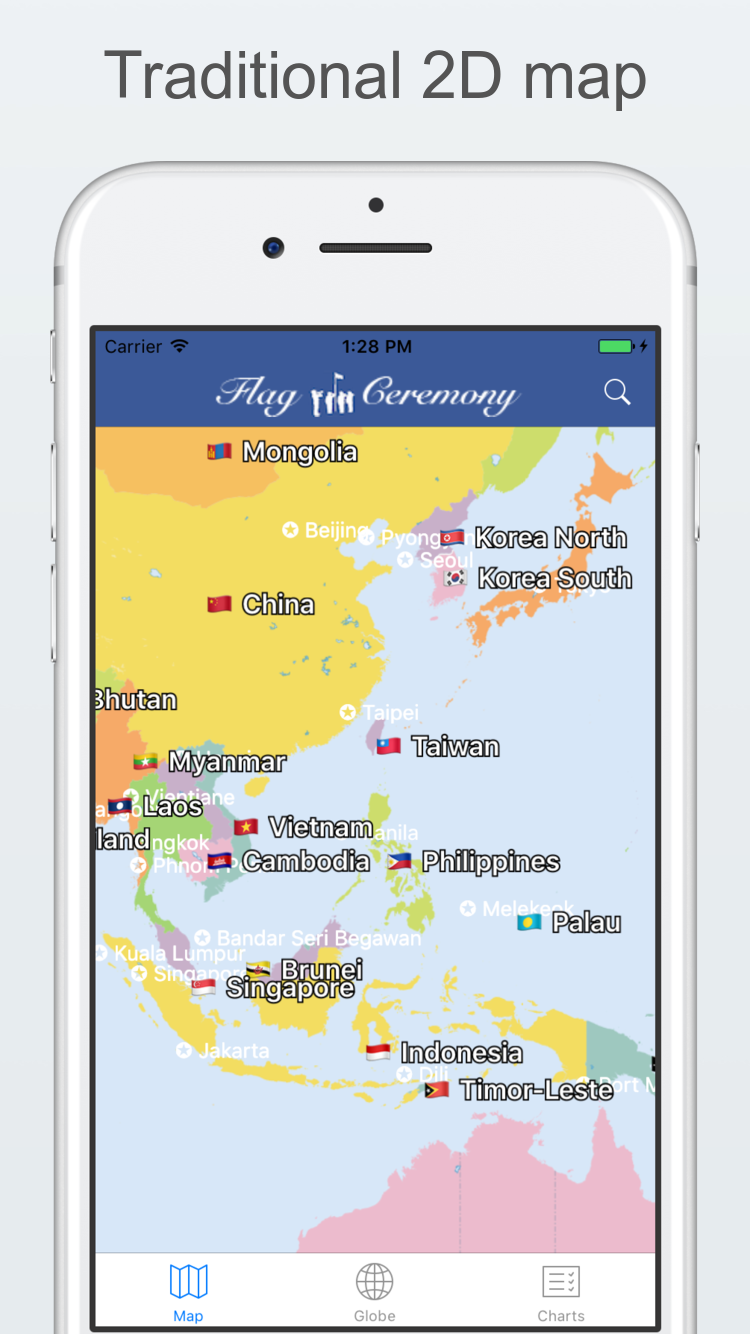 Traditional 2D map
Carrier
1:28 PM
Flag Ceremony
Mongolia
Beijing
Korea North
Seoul
Korea South
China
Bhutan
Taipei
Taiwan
Myanmar
Vientiane
Laos
Vietnam
anila
land
ngkok
Cambodia
Philippines
Phnom P
Melekeok
Palau
Bandar Seri Begawan
Kuala Lumpur
Brunei
Singapore
Singapore
Jakarta
Indonesia
Dili
Timor-Leste
Port M
Map
Globe
Charts